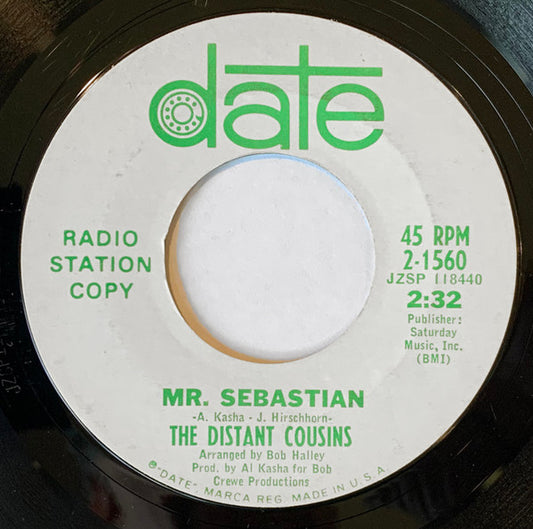 date
RADIO
STATION
COPY
45 RPM
2-1560
JZSP 118440
2:32
Publisher:
Saturday
Music, Inc.
(BMI)
MR. SEBASTIAN
-A. Kasha - J. Hirschhorn-
THE DISTANT COUSINS
Arranged by Bob Halley
Prod. by Al Kasha for Bob
Crewe Productions
®"DATE", MARCA REG. MADE IN U.S.A.